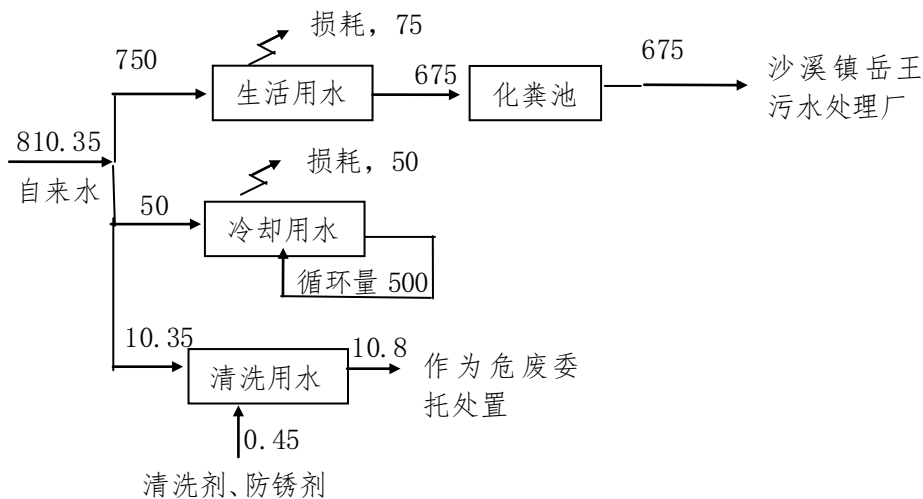 损耗，75
750
生活用水
675
化粪池
675
沙溪镇岳王
污水处理厂
810.35
自来水
损耗，50
50
冷却用水
循环量 500
10.35
清洗用水
10.8
作为危废委
托处置
0.45
清洗剂、防锈剂